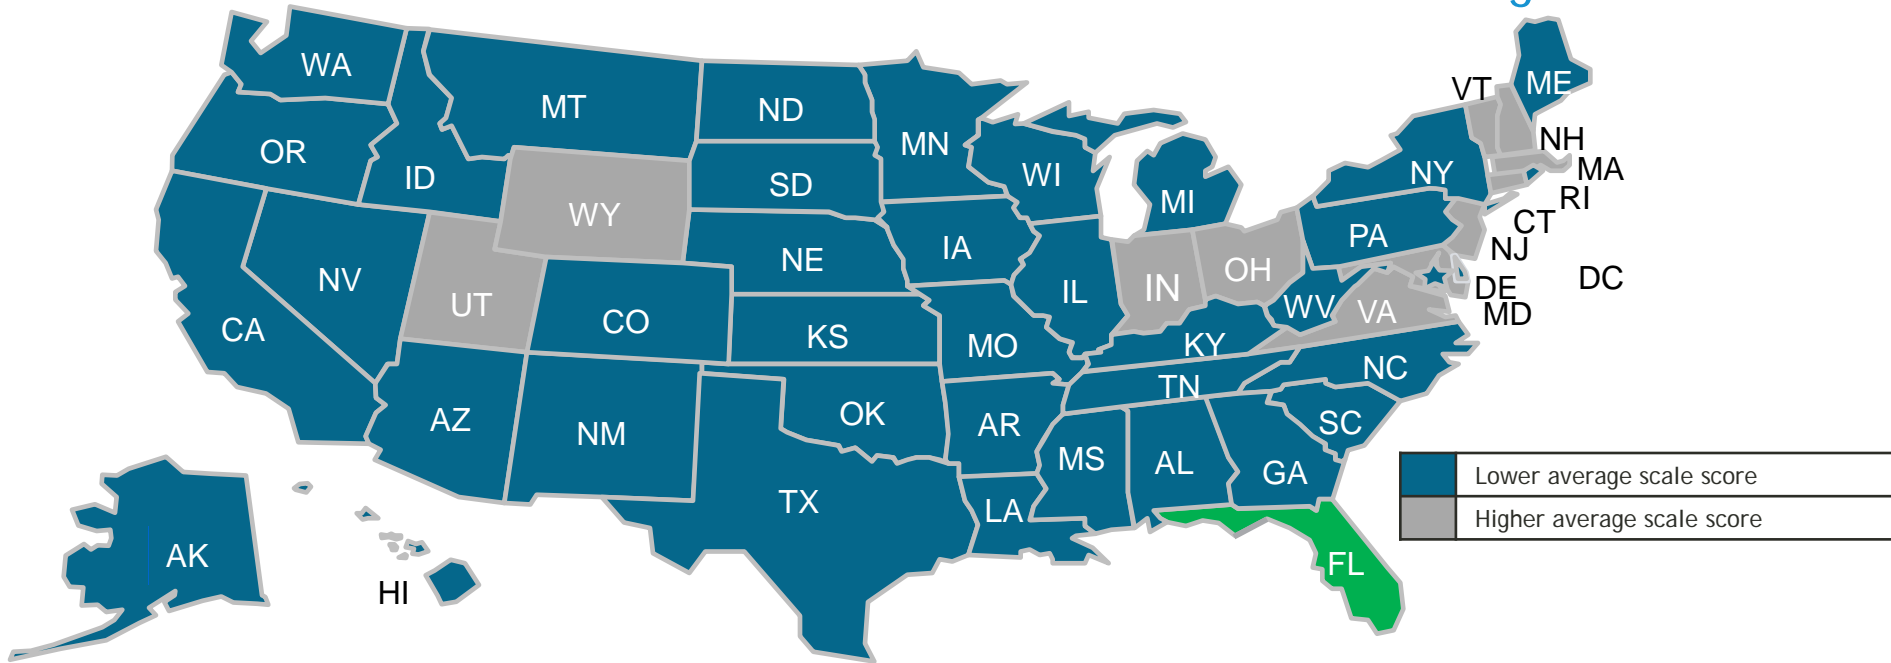 g
WA
MT
ND
MN
VT
ME
OR
ID
SD
WI
MI
NY
NH
MA
WY
RI
NV
UT
NE
IA
PA
CT
NJ
CA
CO
KS
IL
IN
OH
WV
VA
DE
MD
DC
MO
KY
NC
AZ
NM
OK
AR
TN
SC
TX
LA
MS
AL
GA
FL
AK
HI
Lower average scale score
Higher average scale score